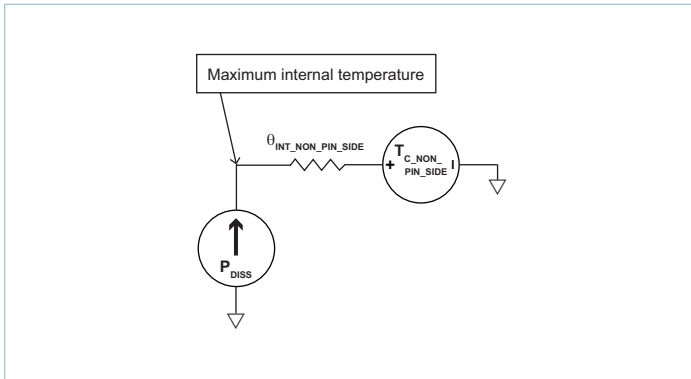 Maximum internal temperature
θINT_NON_PIN_SIDE
+ TC_NON_ I
PIN_SIDE
PDISS